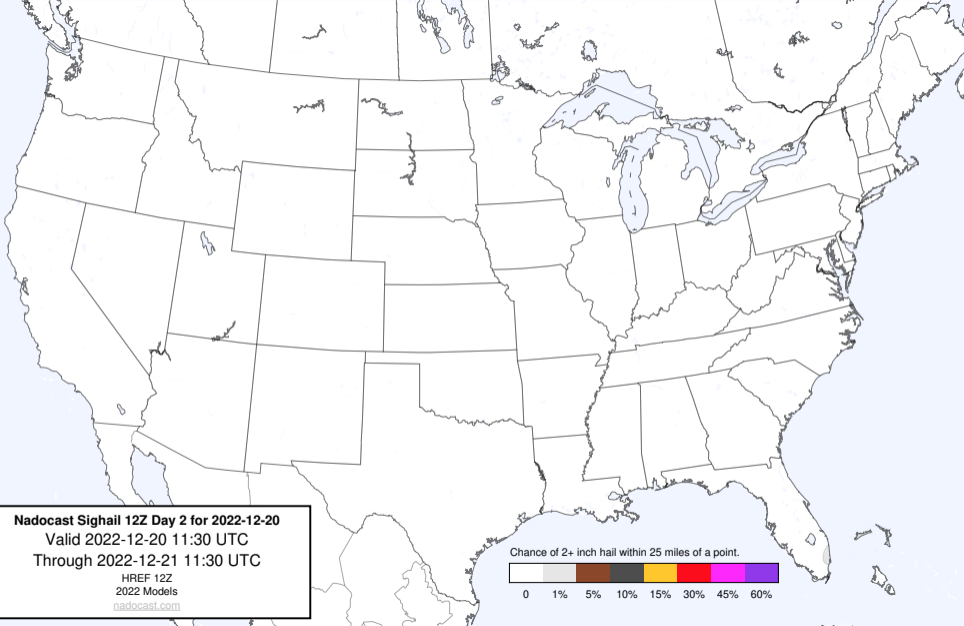 Nadocast Sighail 12Z Day 2 for 2022-12-20
Valid 2022-12-20 11:30 UTC
Through 2022-12-21 11:30 UTC
HREF 12Z
2022 Models
nadocast.com
Chance of 2+ inch hail within 25 miles of a point.
0 1% 5% 10% 15% 30% 45% 60%